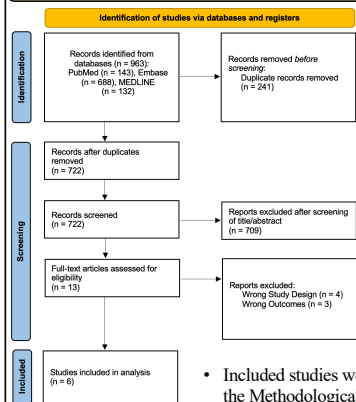 Identification of studies via databases and registers
Identification
Records identified from
databases (n = 963):
PubMed (n = 143), Embase
(n = 688), MEDLINE
(n = 132)
Records removed before
screening:
Duplicate records removed
(n = 241)
Screening
Records after duplicates
removed
(n = 722)
Records screened
(n = 722)
Reports excluded after screening
of title/abstract
(n = 709)
Full-text articles assessed for
eligibility
(n = 13)
Reports excluded:
Wrong Study Design (n = 4)
Wrong Outcomes (n = 3)
Included
Studies included in analysis
(n = 6)
• Included studies we
the Methodological